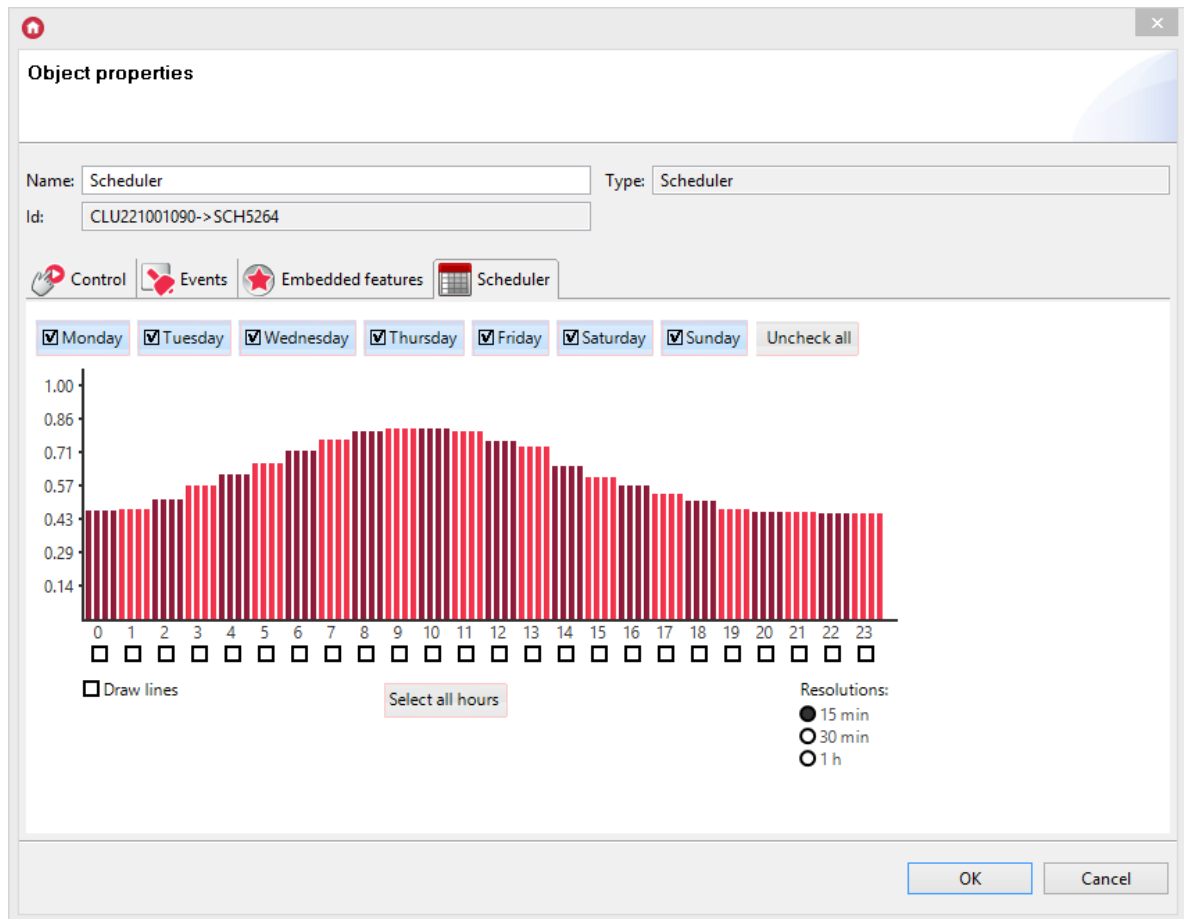 Object properties
Name: Scheduler Type: Scheduler
Id: CLU221001090->SCH5264
Control Events Embedded features Scheduler
Monday Tuesday Wednesday Thursday Friday Saturday Sunday Uncheck all
1.00
0.86
0.71
0.57
0.43
0.29
0.14
0 1 2 3 4 5 6 7 8 9 10 11 12 13 14 15 16 17 18 19 20 21 22 23
Draw lines Select all hours Resolutions:
15 min
30 min
1 h
OK Cancel